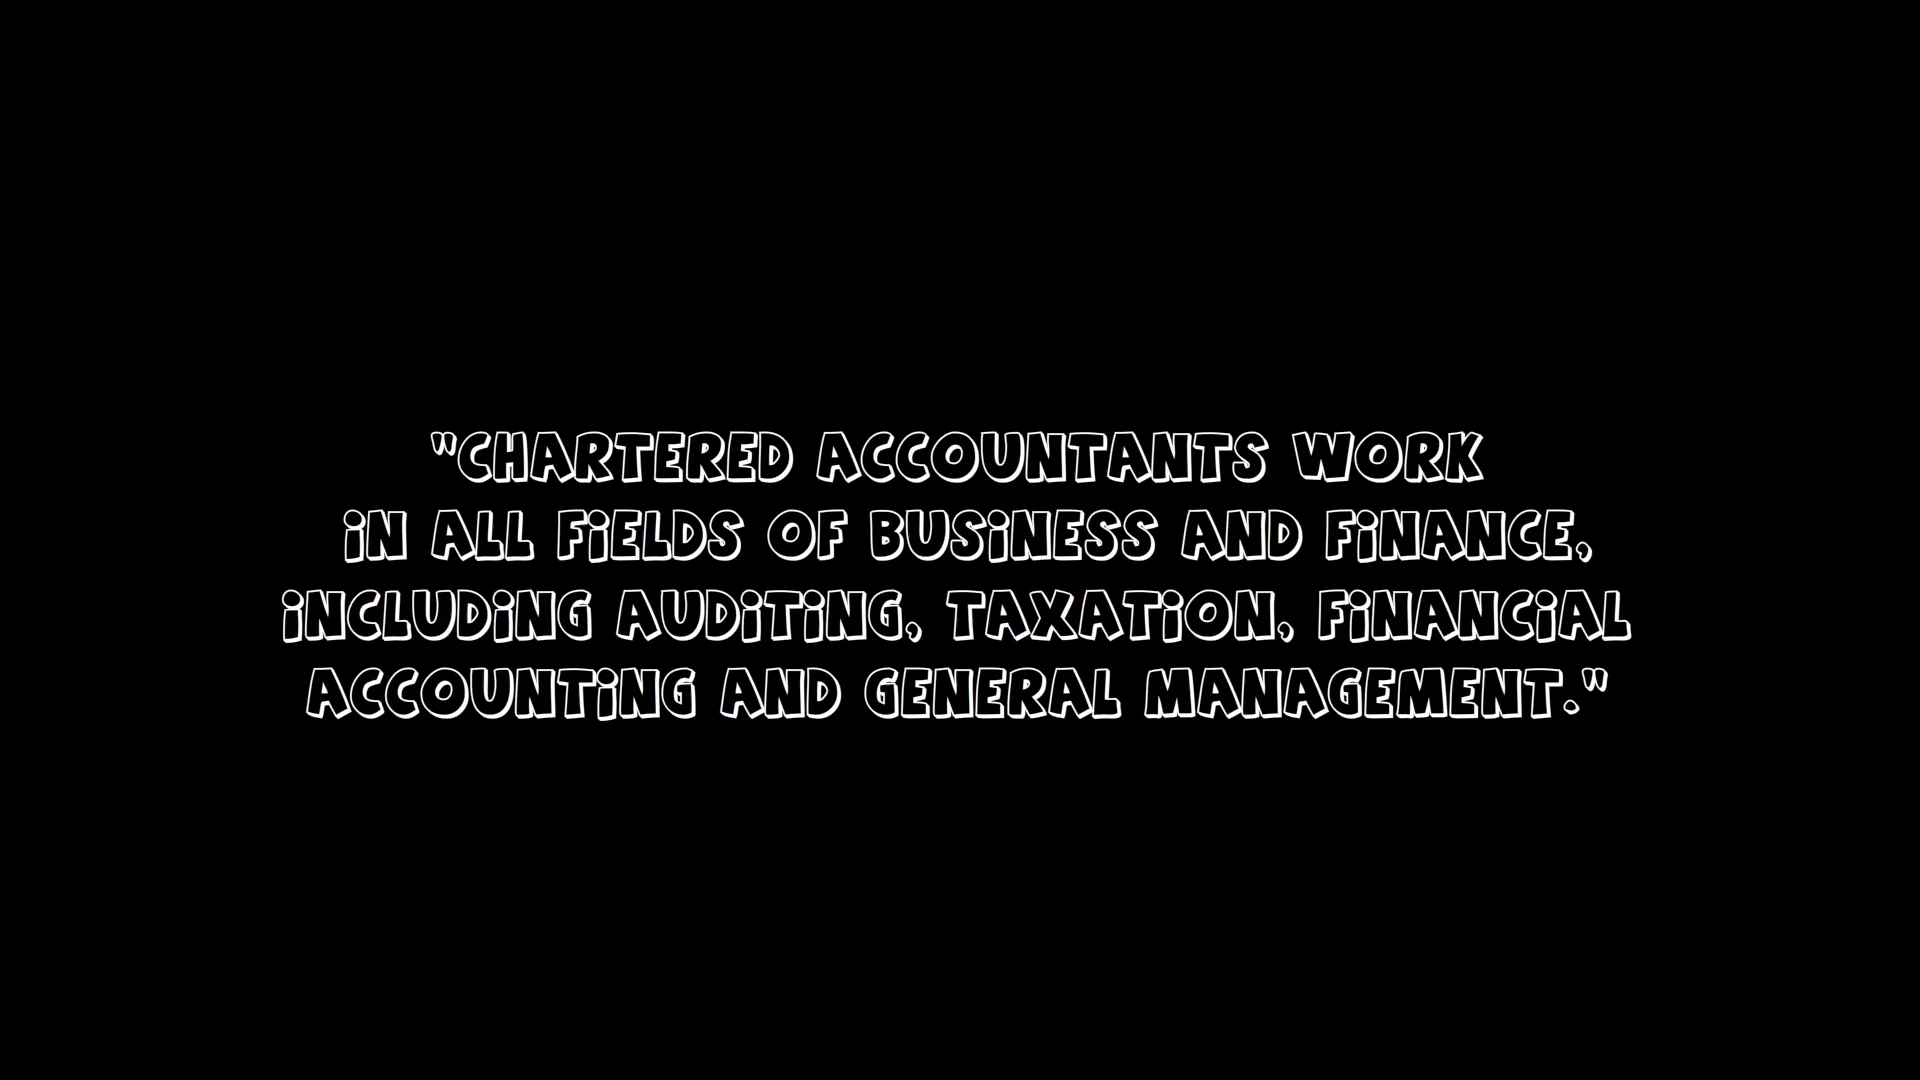 "CHARTERED ACCOUNTANTS WORK
iN ALL FiELDS OF BUSiNESS AND FiNANCE,
iNCLUDiNG AUDiTiNG, TAXATiON, FiNANCiAL
ACCOUNTiNG AND GENERAL MANAGEMENT."